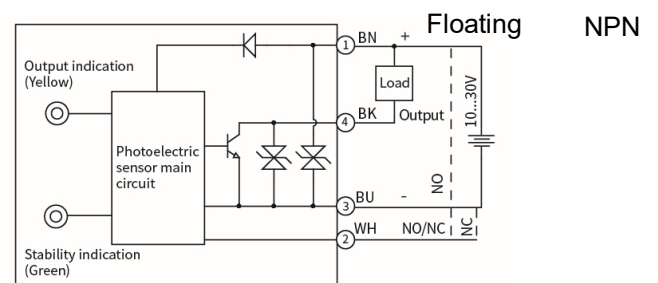 Floating NPN
Output indication
(Yellow)
1 BN +
Load
10...30V
4 BK Output
Photoelectric
sensor main
circuit
NO
3 BU -
2 WH NO/NC NC
Stability indication
(Green)